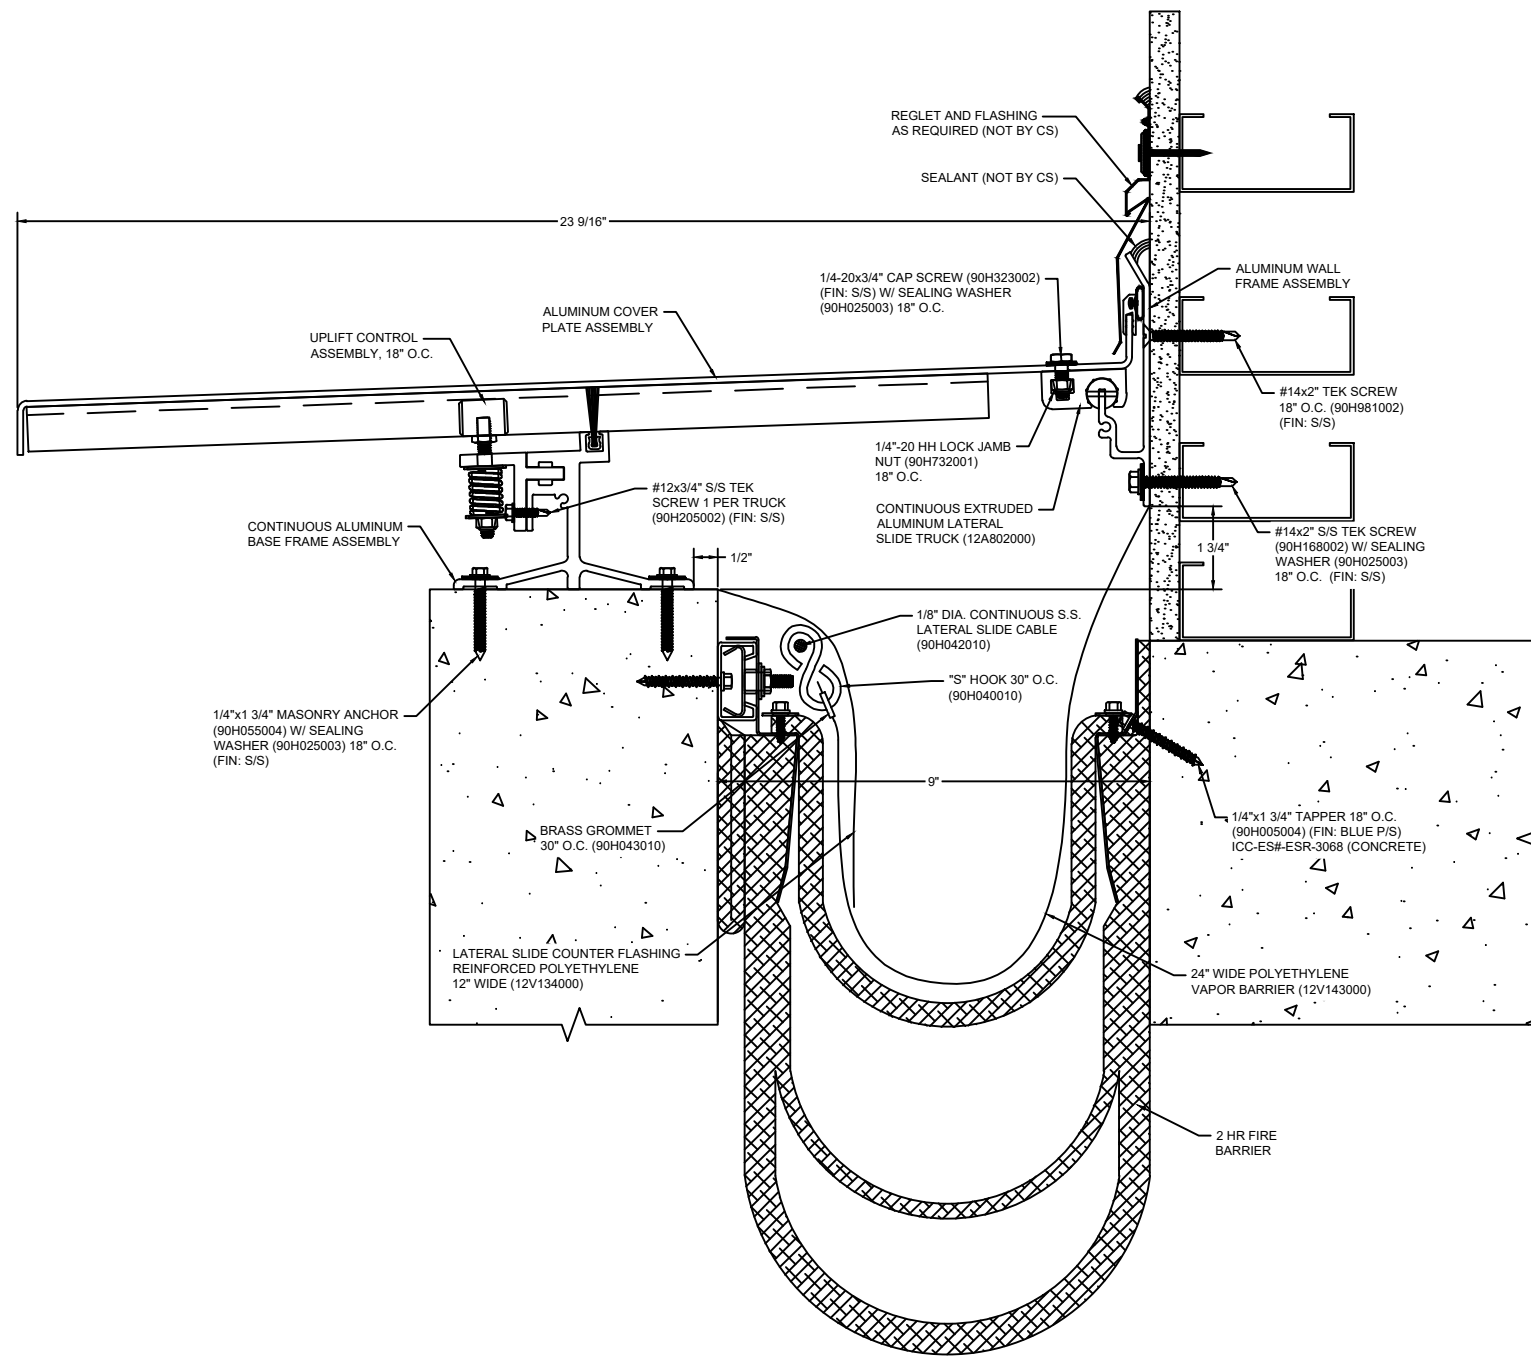 REGLET AND FLASHING
AS REQUIRED (NOT BY CS)
SEALANT (NOT BY CS)
23 9/16"
1/4-20x3/4" CAP SCREW (90H323002)
(FIN: S/S) W/ SEALING WASHER
(90H025003) 18" O.C.
ALUMINUM WALL
FRAME ASSEMBLY
ALUMINUM COVER
PLATE ASSEMBLY
UPLIFT CONTROL
ASSEMBLY, 18" O.C.
#14x2" TEK SCREW
18" O.C. (90H981002)
(FIN: S/S)
1/4"-20 HH LOCK JAMB
NUT (90H732001)
18" O.C.
#12x3/4" S/S TEK
SCREW 1 PER TRUCK
(90H205002) (FIN: S/S)
CONTINUOUS EXTRUDED
ALUMINUM LATERAL
SLIDE TRUCK (12A802000)
CONTINUOUS ALUMINUM
BASE FRAME ASSEMBLY
#14x2" S/S TEK SCREW
(90H168002) W/ SEALING
WASHER (90H025003)
18" O.C. (FIN: S/S)
1/2"
1 3/4"
1/8" DIA. CONTINUOUS S.S.
LATERAL SLIDE CABLE
(90H042010)
"S" HOOK 30" O.C.
(90H040010)
1/4"x1 3/4" MASONRY ANCHOR
(90H055004) W/ SEALING
WASHER (90H025003) 18" O.C.
(FIN: S/S)
9"
BRASS GROMMET
30" O.C. (90H043010)
1/4"x1 3/4" TAPPER 18" O.C.
(90H005004) (FIN: BLUE P/S)
ICC-ES#-ESR-3068 (CONCRETE)
LATERAL SLIDE COUNTER FLASHING
REINFORCED POLYETHYLENE
12" WIDE (12V134000)
24" WIDE POLYETHYLENE
VAPOR BARRIER (12V143000)
2 HR FIRE
BARRIER